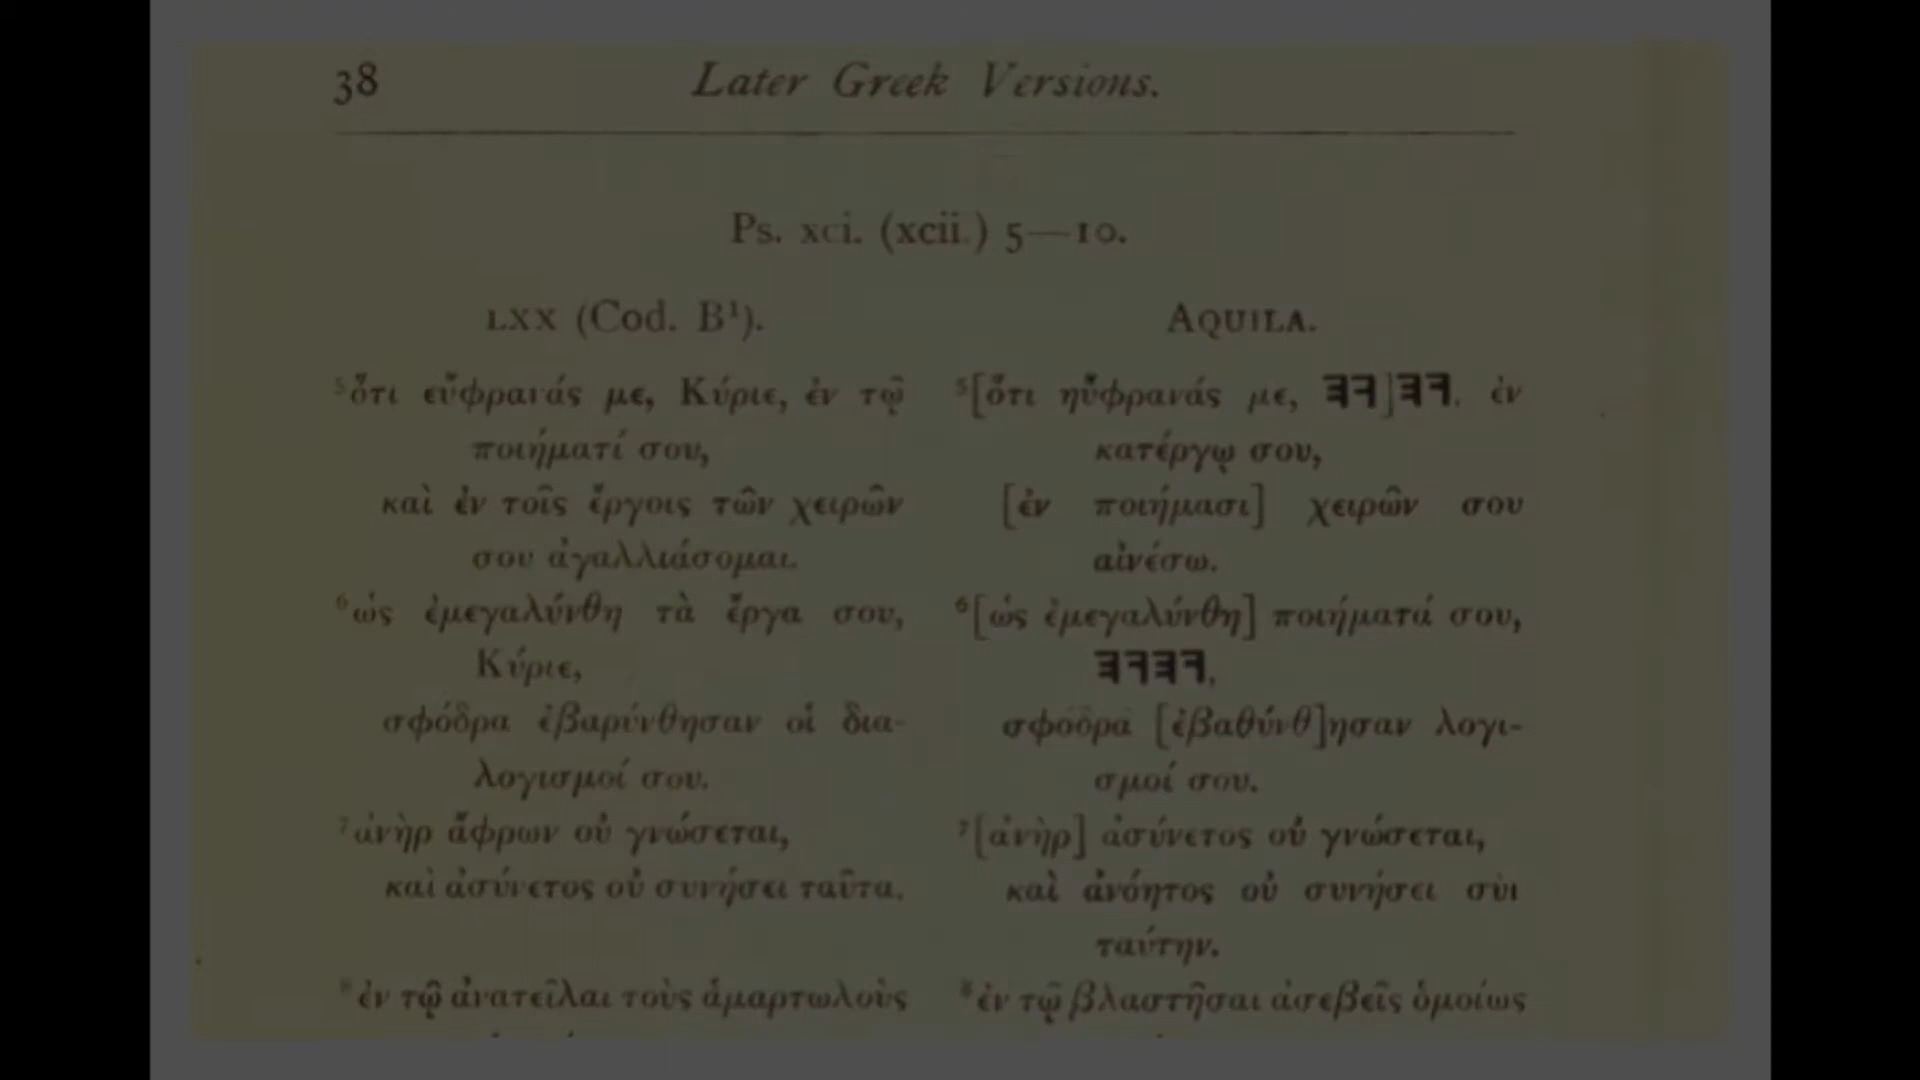 38 Later Greek Versions.
Ps. xci. (xcii.) 5—10.
LXX (Cod. B¹).
⁵ὅτι εὔφρανάς με, Κύριε, ἐν τῷ
ποιήματί σου,
καὶ ἐν τοῖς ἔργοις τῶν χειρῶν
σου ἀγαλλιάσομαι.
⁶ὡς ἐμεγαλύνθη τὰ ἔργα σου,
Κύριε,
σφόδρα ἐβαρύνθησαν οἱ δια-
λογισμοί σου.
⁷ἀνὴρ ἄφρων οὐ γνώσεται,
καὶ ἀσύνετος οὐ συνήσει ταῦτα.
⁸ἐν τῷ ἀνατεῖλαι τοὺς ἁμαρτωλοὺς
AQUILA.
⁵[ὅτι ηὔφρανάς με, 𐤉𐤄]𐤅𐤄, ἐν
κατέργῳ σου,
[ἐν ποιήμασι] χειρῶν σου
αἰνέσω.
⁶[ὡς ἐμεγαλύνθη] ποιήματά σου,
𐤉𐤄𐤅𐤄,
σφόδρα [ἐβαθύνθ]ησαν λογι-
σμοί σου.
⁷[ἀνὴρ] ἀσύνετος οὐ γνώσεται,
καὶ ἀνόητος οὐ συνήσει σὺν
ταύτην.
⁸ἐν τῷ βλαστῆσαι ἀσεβεῖς ὁμοίως